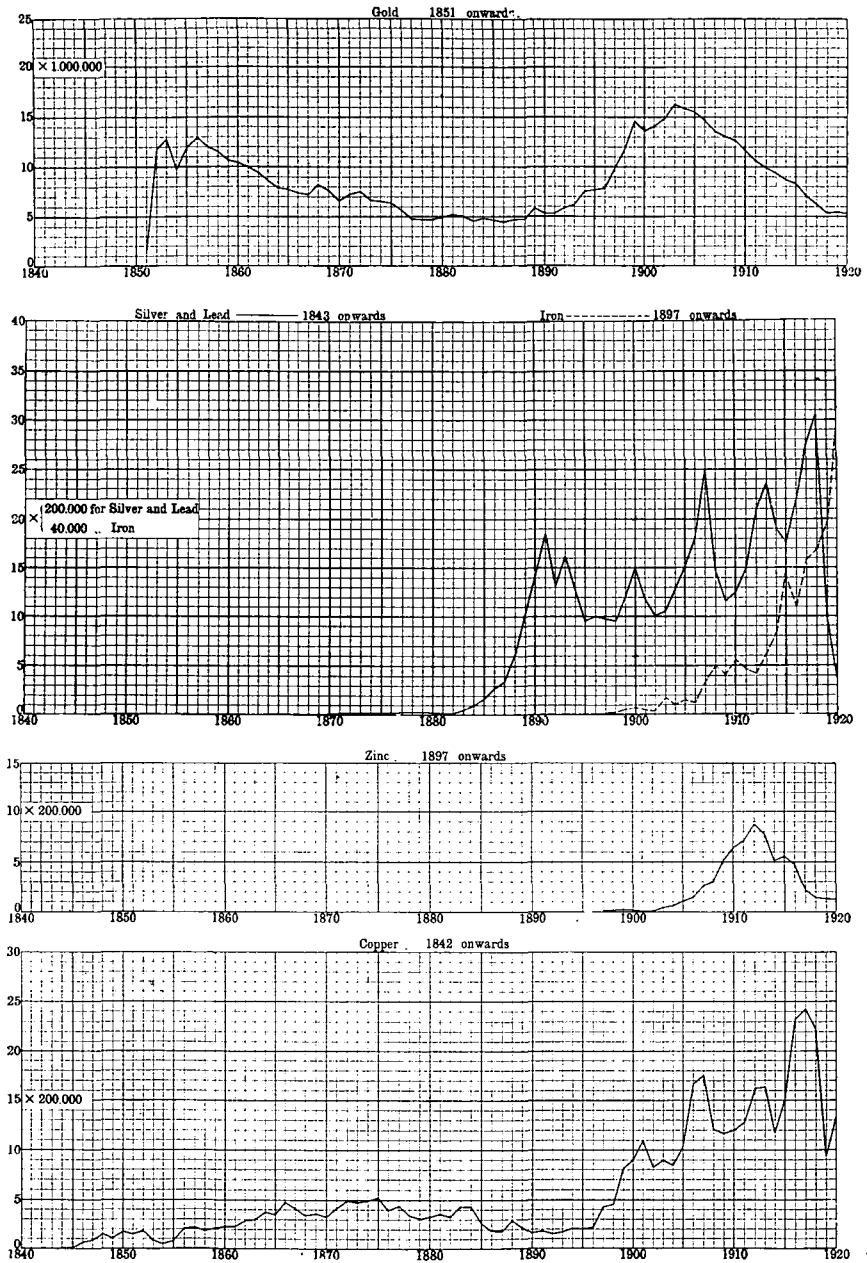 Gold 1851 onwards.
25
20 × 1.000.000
15
10
5
0
1840 1850 1860 1870 1880 1890 1900 1910 1920
Silver and Lead 1843 onwards Iron 1897 onwards
40
35
30
25
20 × 200.000 for Silver and Lead
40.000 „ Iron
15
10
5
0
1840 1850 1860 1870 1880 1890 1900 1910 1920
Zinc . 1897 onwards
15
10 × 200.000
5
0
1840 1850 1860 1870 1880 1890 1900 1910 1920
Copper . 1842 onwards
30
25
20
15 × 200.000
10
5
0
1840 1850 1860 1870 1880 1890 1900 1910 1920